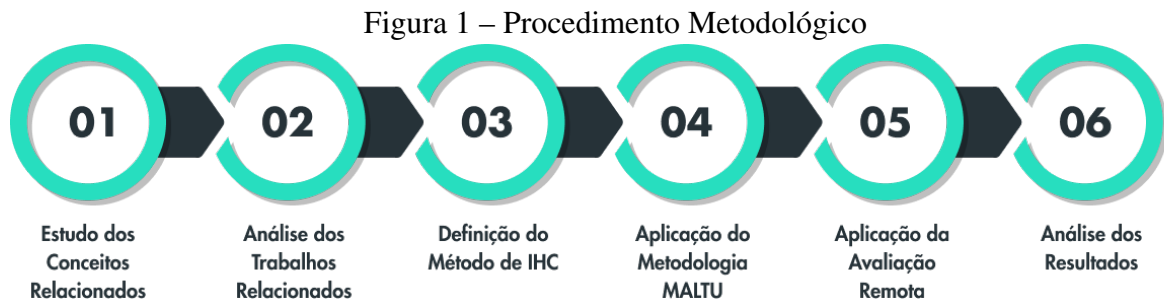 Figura 1 – Procedimento Metodológico
01
02
03
04
05
06
Estudo dos
Conceitos
Relacionados
Análise dos
Trabalhos
Relacionados
Definição do
Método de IHC
Aplicação do
Metodologia
MALTU
Aplicação da
Avaliação
Remota
Análise dos
Resultados